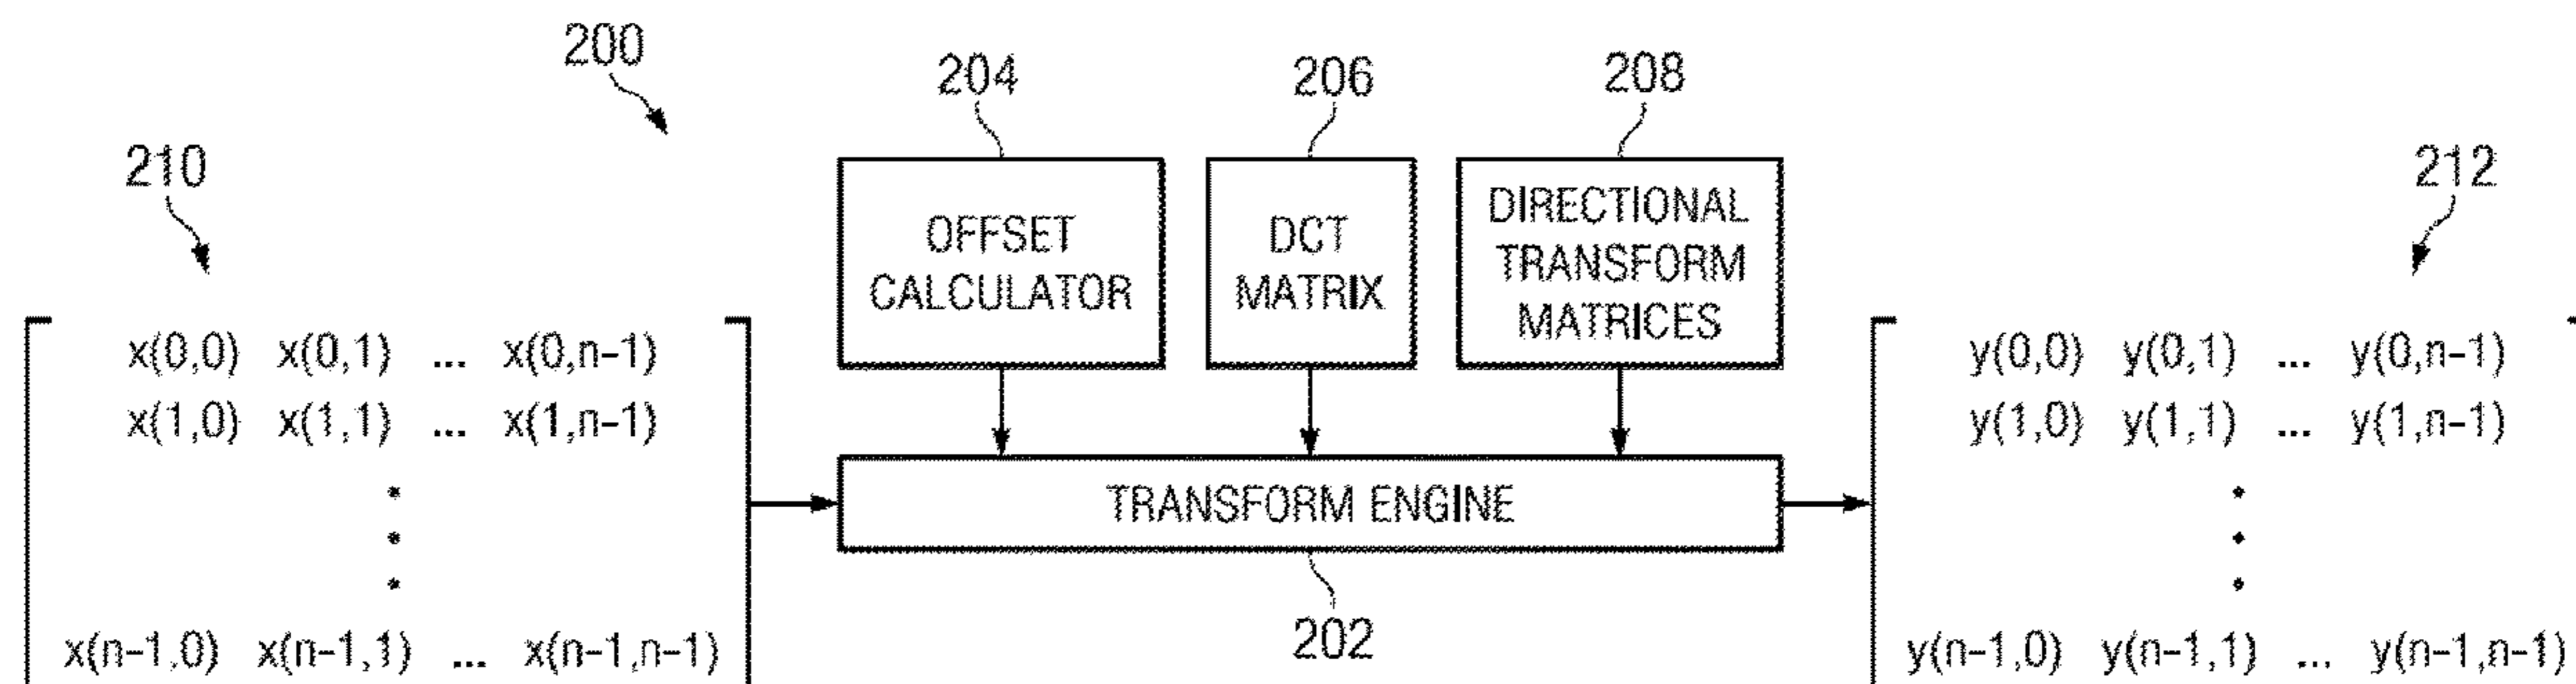 200
204
206
208
210
212
OFFSET
CALCULATOR
DCT
MATRIX
DIRECTIONAL
TRANSFORM
MATRICES
x(0,0) x(0,1) ... x(0,n-1)
x(1,0) x(1,1) ... x(1,n-1)
x(n-1,0) x(n-1,1) ... x(n-1,n-1)
TRANSFORM ENGINE
202
y(0,0) y(0,1) ... y(0,n-1)
y(1,0) y(1,1) ... y(1,n-1)
y(n-1,0) y(n-1,1) ... y(n-1,n-1)